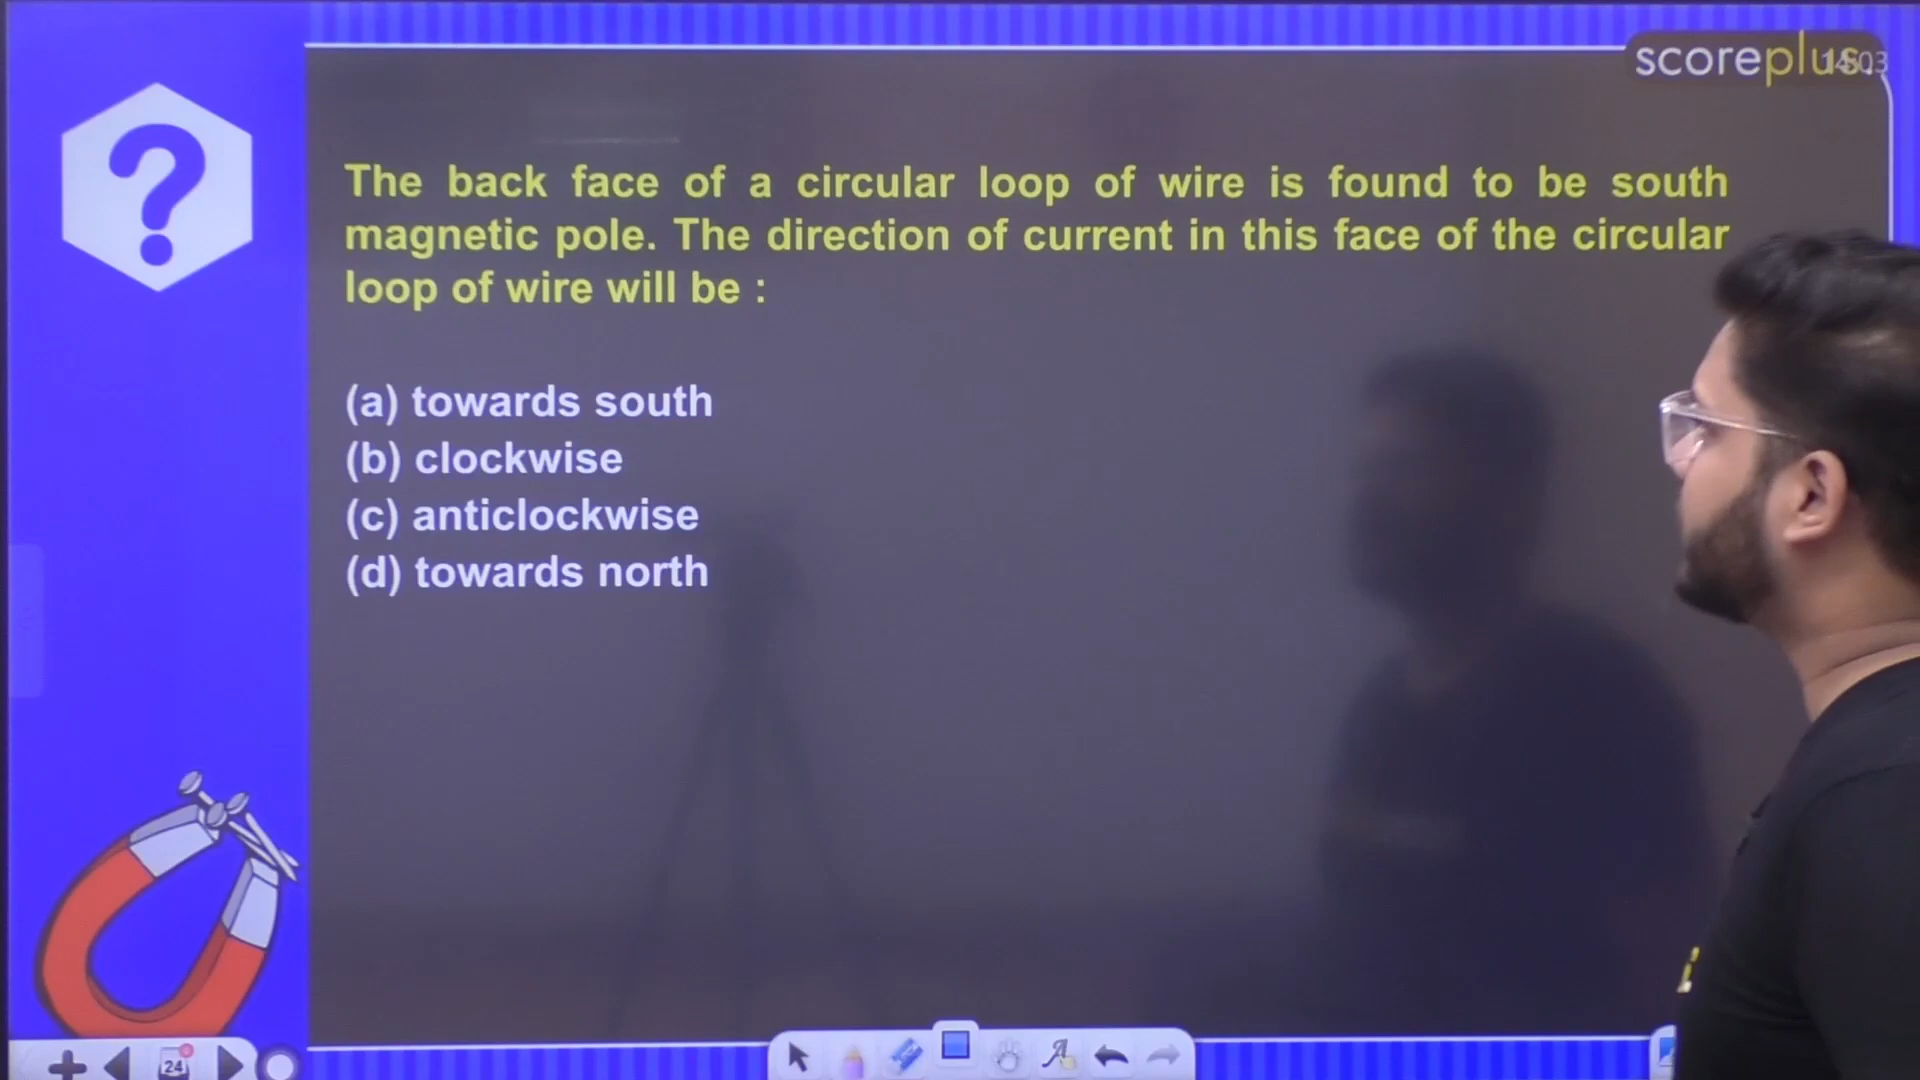 scoreplus.
The back face of a circular loop of wire is found to be south
magnetic pole. The direction of current in this face of the circular
loop of wire will be :
(a) towards south
(b) clockwise
(c) anticlockwise
(d) towards north
24